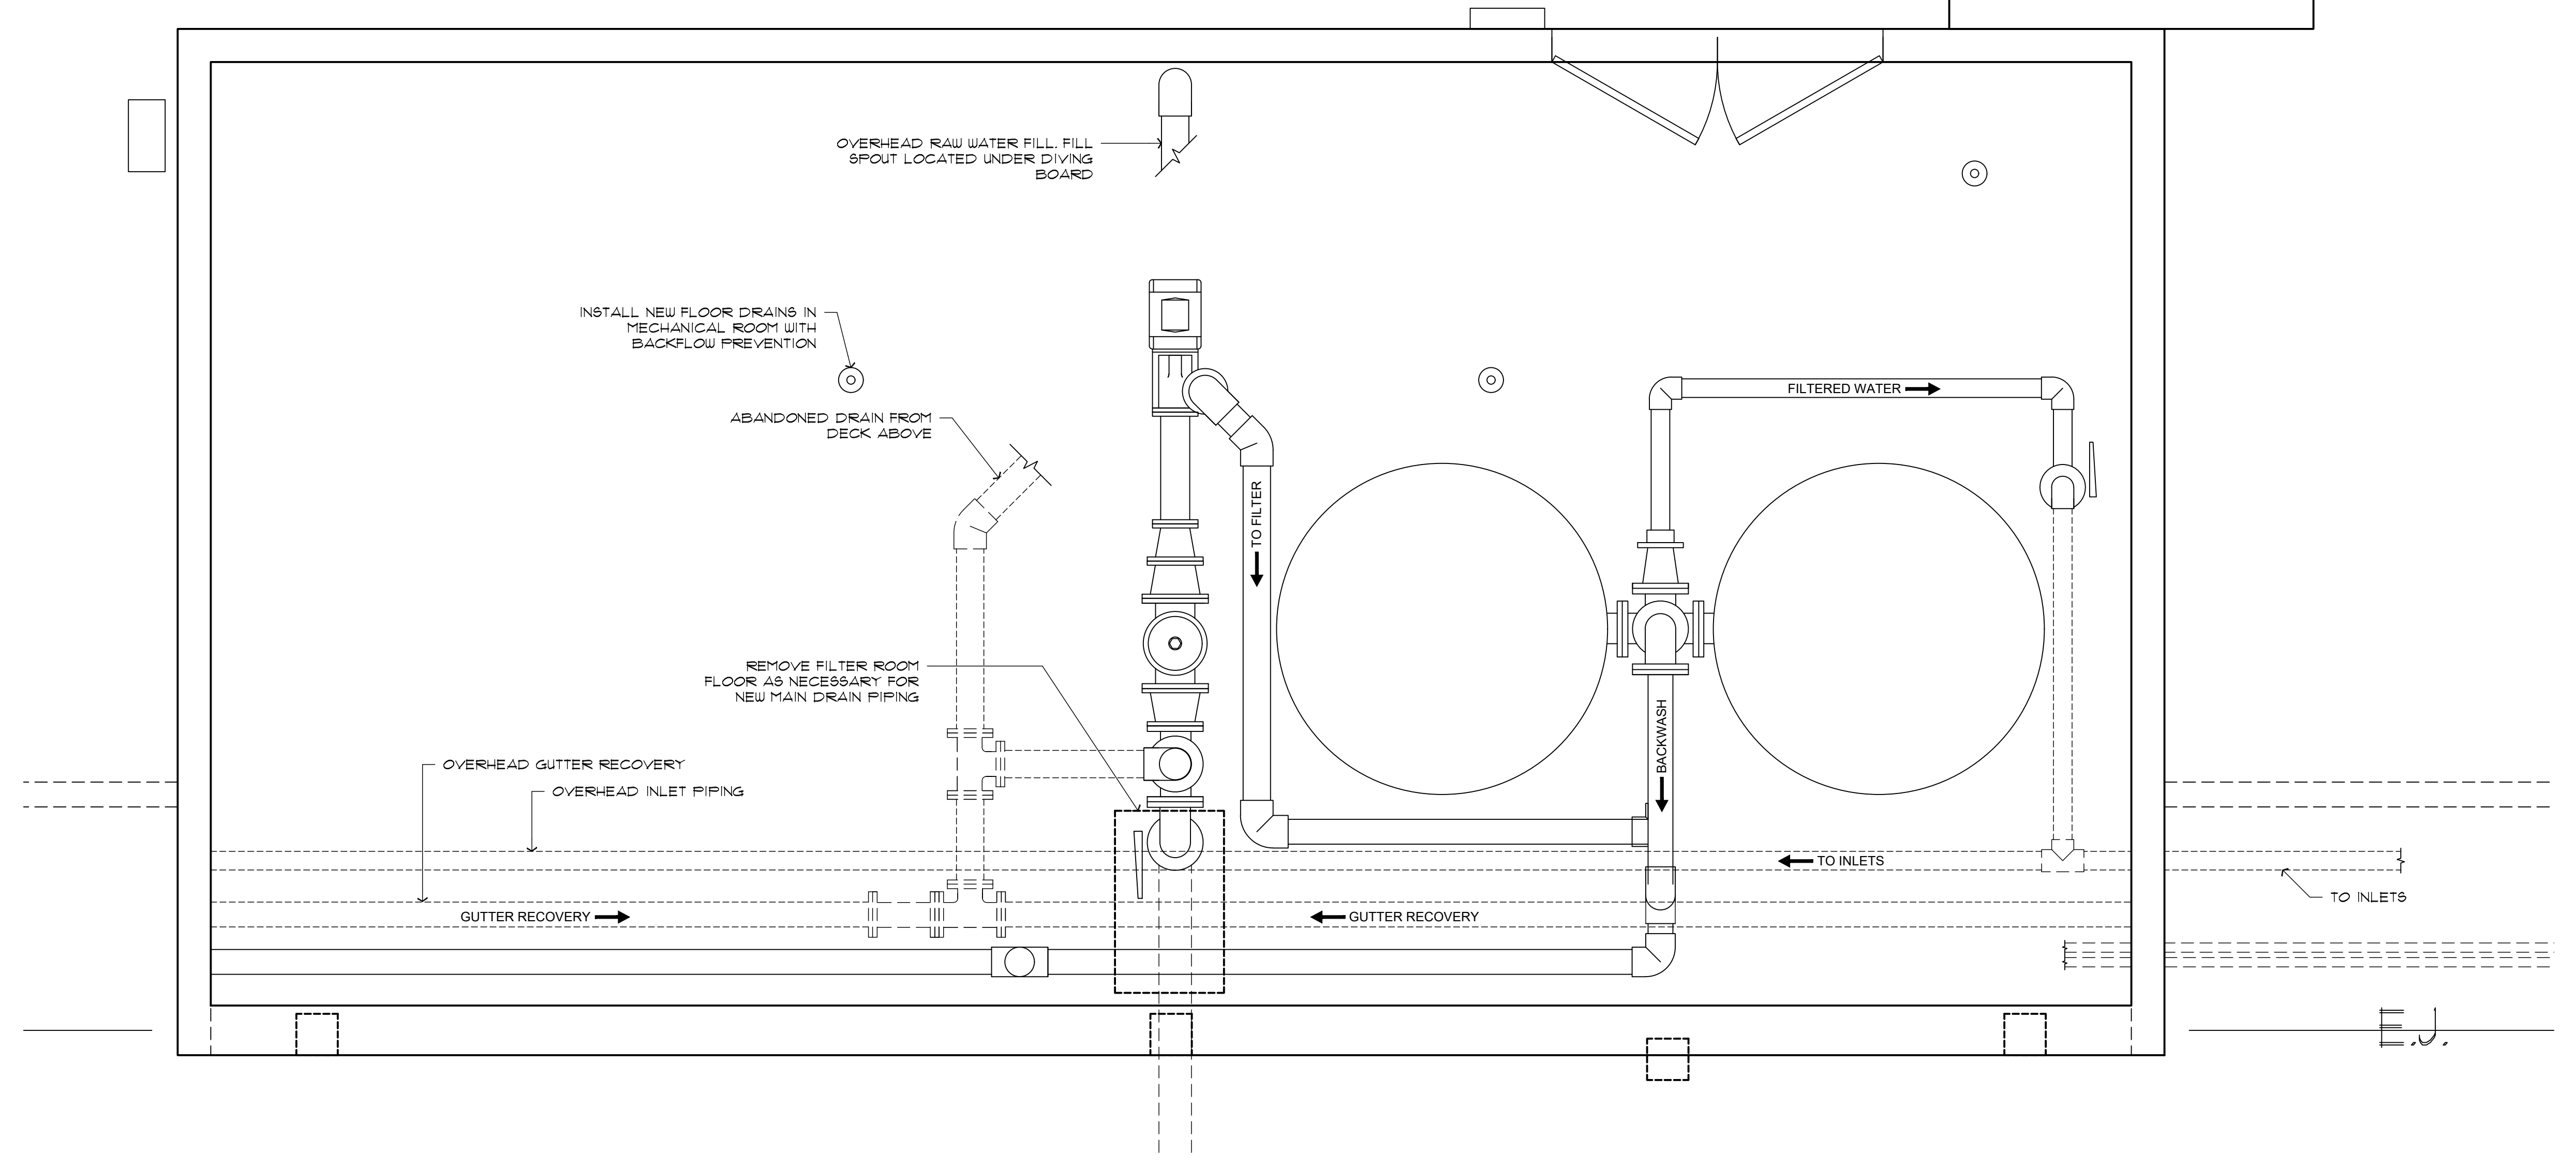 OVERHEAD RAW WATER FILL. FILL
SPOUT LOCATED UNDER DIVING
BOARD
INSTALL NEW FLOOR DRAINS IN
MECHANICAL ROOM WITH
BACKFLOW PREVENTION
FILTERED WATER
ABANDONED DRAIN FROM
DECK ABOVE
TO FILTER
REMOVE FILTER ROOM
FLOOR AS NECESSARY FOR
NEW MAIN DRAIN PIPING
BACKWASH
OVERHEAD GUTTER RECOVERY
OVERHEAD INLET PIPING
TO INLETS
TO INLETS
GUTTER RECOVERY
GUTTER RECOVERY
E.J.